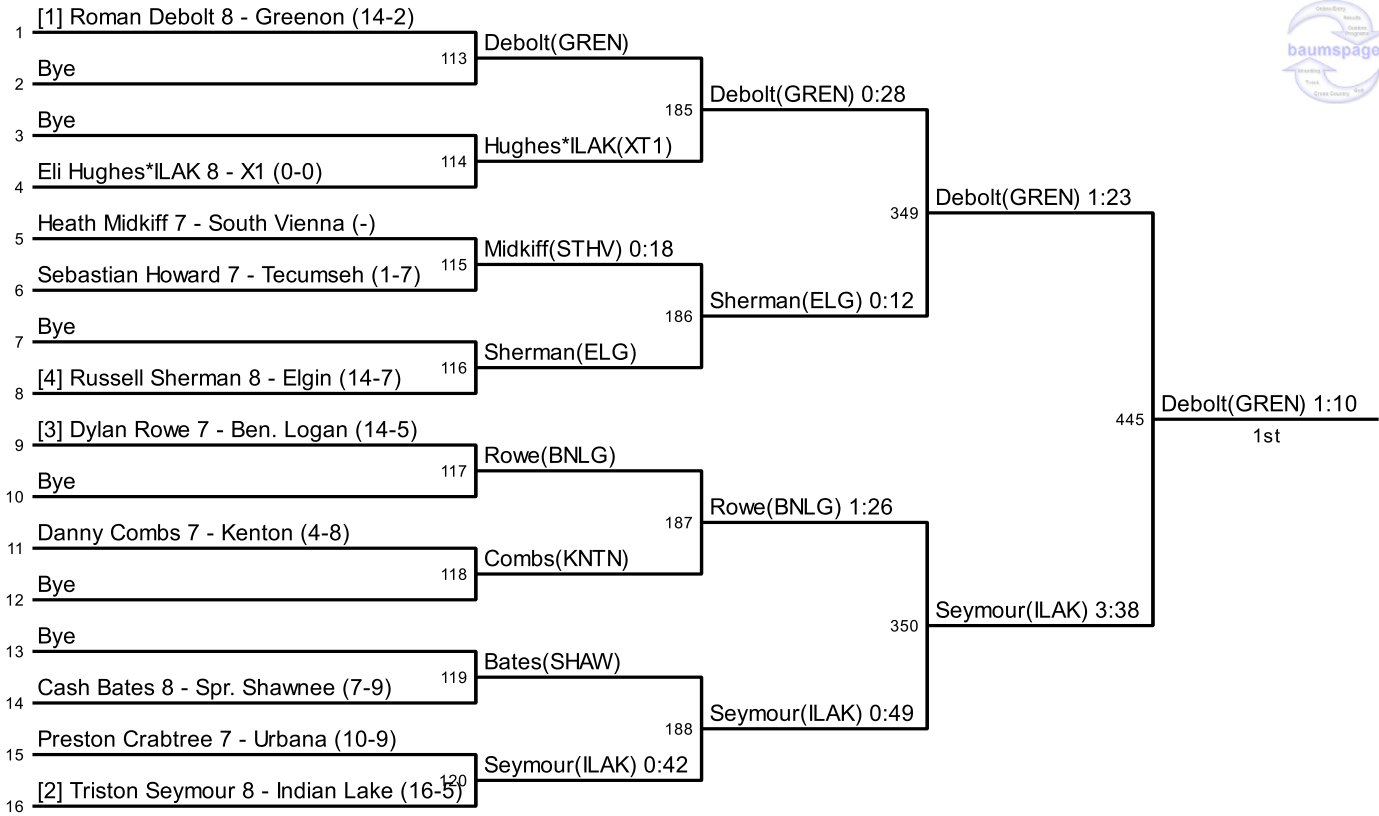 [1] Roman Debolt 8 - Greenon (14-2)
1
Bye
2
113
Debolt(GREN)
Bye
3
Eli Hughes*ILAK 8 - X1 (0-0)
4
114
Hughes*ILAK(XT1)
185
Debolt(GREN) 0:28
Heath Midkiff 7 - South Vienna (-)
5
Sebastian Howard 7 - Tecumseh (1-7)
6
115
Midkiff(STHV) 0:18
Bye
7
[4] Russell Sherman 8 - Elgin (14-7)
8
116
Sherman(ELG)
186
Sherman(ELG) 0:12
349
Debolt(GREN) 1:23
[3] Dylan Rowe 7 - Ben. Logan (14-5)
9
Bye
10
117
Rowe(BNLG)
Danny Combs 7 - Kenton (4-8)
11
Bye
12
118
Combs(KNTN)
187
Rowe(BNLG) 1:26
Bye
13
Cash Bates 8 - Spr. Shawnee (7-9)
14
119
Bates(SHAW)
Preston Crabtree 7 - Urbana (10-9)
15
[2] Triston Seymour 8 - Indian Lake (16-5)
16
120
Seymour(ILAK) 0:42
188
Seymour(ILAK) 0:49
350
Seymour(ILAK) 3:38
445
Debolt(GREN) 1:10
1st
baumspage